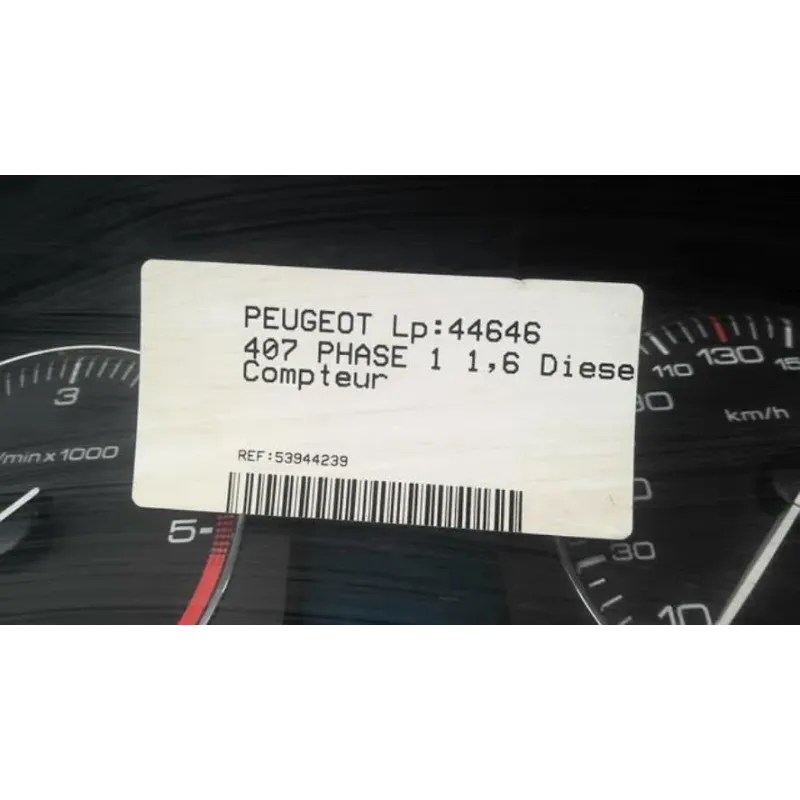 PEUGEOT Lp:44646
407 PHASE 1 1,6 Diese
Compteur
REF:53944239
3
/min x 1000
5-
110 130 15
km/h
30
10